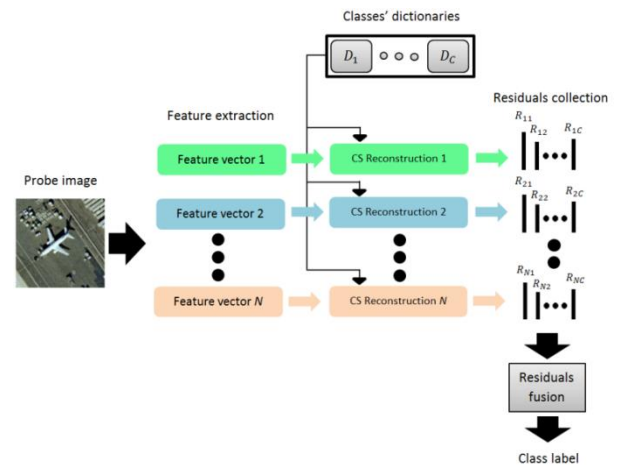 Classes' dictionaries
D1 D C
Feature extraction
Residuals collection
R11
R12
R1C
Feature vector 1
CS Reconstruction 1
Probe image
R21
R22
R2C
Feature vector 2
CS Reconstruction 2
RN1
RN2
RNC
Feature vector N
CS Reconstruction N
Residuals
fusion
Class label